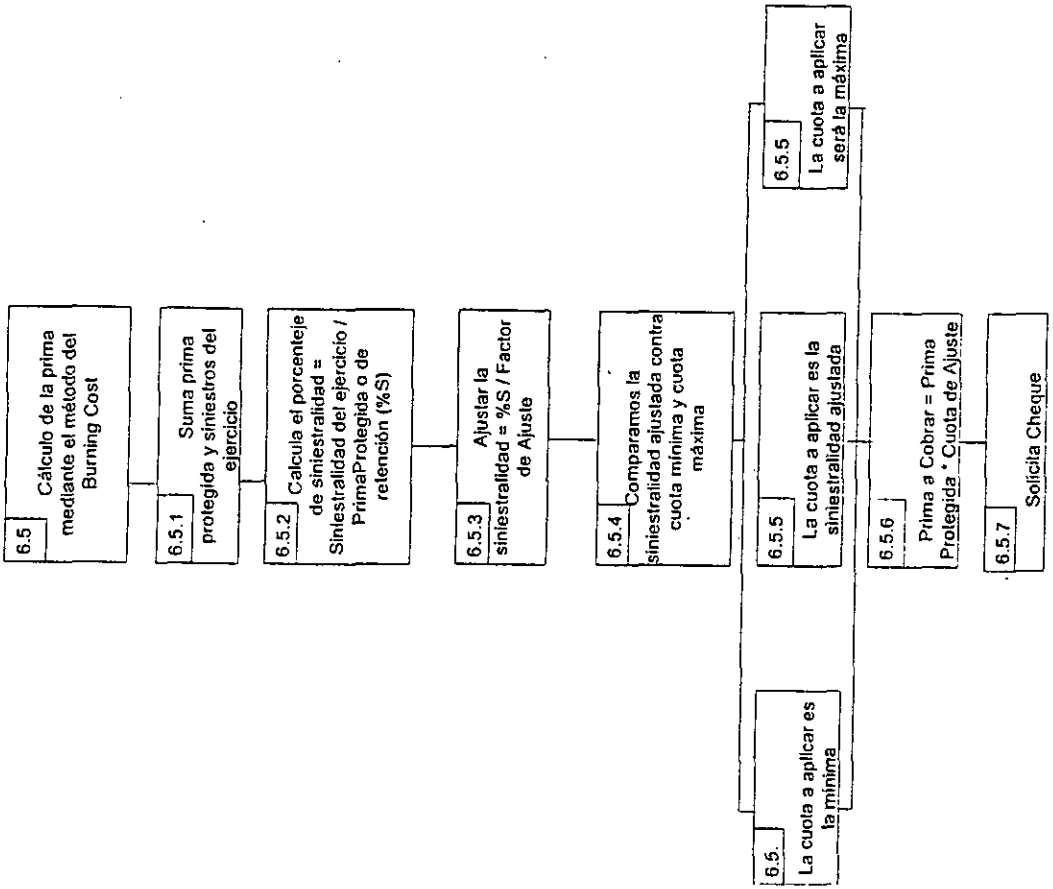 6.5
Cálculo de la prima
mediante el método del
Burning Cost
6.5.1
Suma prima
protegida y siniestros del
ejercicio
6.5.2
Calcula el porcenteje
de siniestralidad =
Siniestralidad del ejercicio /
PrimaProtegida o de
retención (%S)
6.5.3
Ajustar la
siniestralidad = %S / Factor
de Ajuste
6.5.4
Comparamos la
siniestralidad ajustada contra
cuota mínima y cuota
máxima
6.5.
La cuota a aplicar es
la mínima
6.5.5
La cuota a aplicar es la
siniestralidad ajustada
6.5.5
La cuota a aplicar
será la máxima
6.5.6
Prima a Cobrar = Prima
Protegida * Cuota de Ajuste
6.5.7
Solicita Cheque